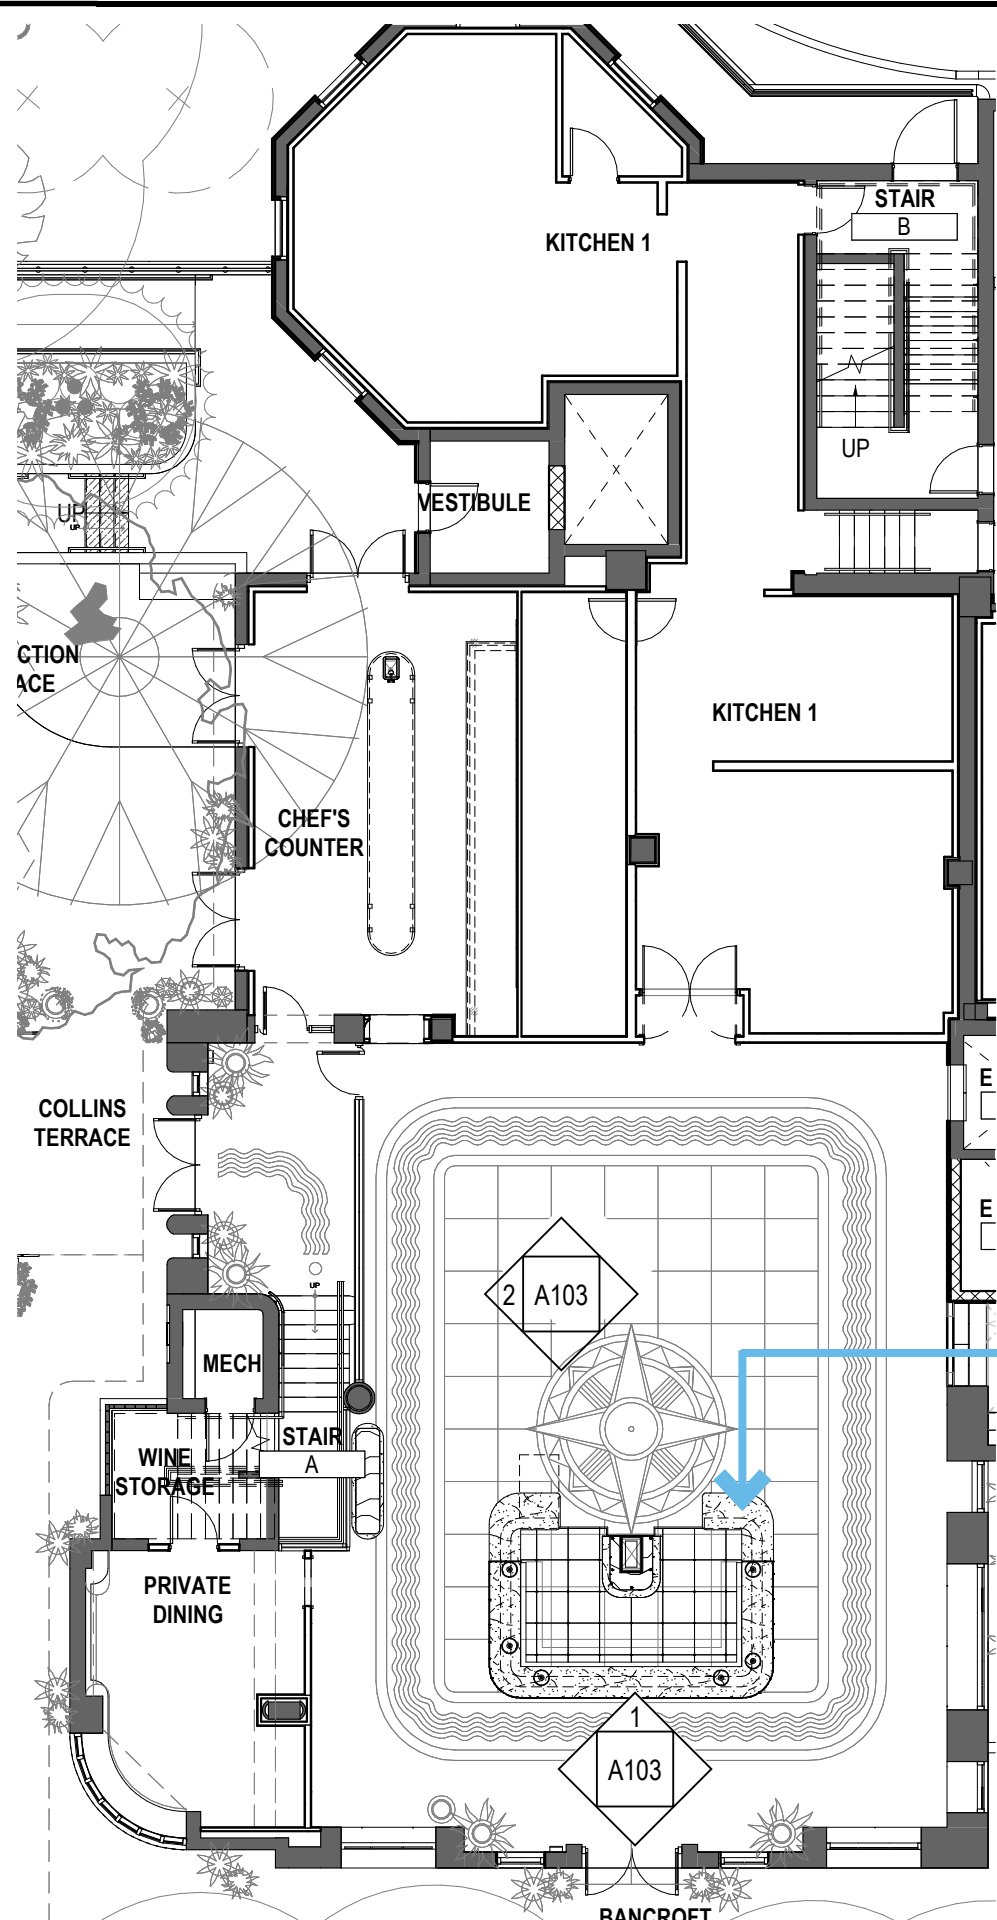 STAIR
B
KITCHEN 1
UP
VESTIBULE
UP
UP
CTION
ACE
KITCHEN 1
CHEF'S
COUNTER
E
COLLINS
TERRACE
E
UP
2 A103
MECH
STAIR
A
WINE
STORAGE
PRIVATE
DINING
1
A103
BANCROFT